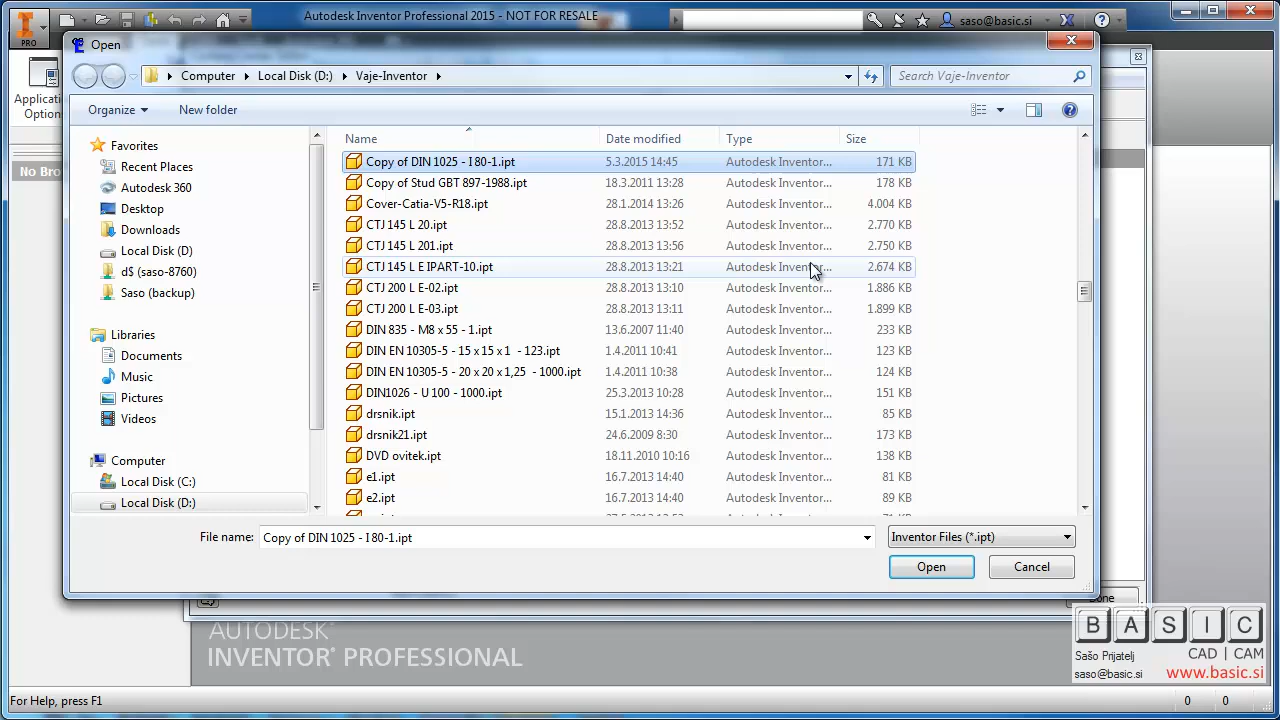 Autodesk Inventor Professional 2015 - NOT FOR RESALE
saso@basic.si
PRO
Open
Computer
Local Disk (D:)
Vaje-Inventor
Search Vaje-Inventor
Application
Options
Organize
New folder
Name
Date modified
Type
Size
Favorites
Recent Places
Autodesk 360
Desktop
Downloads
Local Disk (D)
d$ (saso-8760)
Saso (backup)
Libraries
Documents
Music
Pictures
Videos
Computer
Local Disk (C:)
Local Disk (D:)
No Bro
Copy of DIN 1025 - I 80-1.ipt 5.3.2015 14:45 Autodesk Inventor... 171 KB
Copy of Stud GBT 897-1988.ipt 18.3.2011 13:28 Autodesk Inventor... 178 KB
Cover-Catia-V5-R18.ipt 28.1.2014 13:26 Autodesk Inventor... 4.004 KB
CTJ 145 L 20.ipt 28.8.2013 13:52 Autodesk Inventor... 2.770 KB
CTJ 145 L 201.ipt 28.8.2013 13:56 Autodesk Inventor... 2.750 KB
CTJ 145 L E IPART-10.ipt 28.8.2013 13:21 Autodesk Inventor... 2.674 KB
CTJ 200 L E-02.ipt 28.8.2013 13:10 Autodesk Inventor... 1.886 KB
CTJ 200 L E-03.ipt 28.8.2013 13:11 Autodesk Inventor... 1.899 KB
DIN 835 - M8 x 55 - 1.ipt 13.6.2007 11:40 Autodesk Inventor... 233 KB
DIN EN 10305-5 - 15 x 15 x 1 - 123.ipt 1.4.2011 10:41 Autodesk Inventor... 123 KB
DIN EN 10305-5 - 20 x 20 x 1,25 - 1000.ipt 1.4.2011 10:38 Autodesk Inventor... 124 KB
DIN1026 - U 100 - 1000.ipt 25.3.2013 10:28 Autodesk Inventor... 151 KB
drsnik.ipt 15.1.2013 14:36 Autodesk Inventor... 189 KB
drsnik21.ipt 24.6.2009 8:30 Autodesk Inventor... 173 KB
DVD ovitek.ipt 18.11.2010 10:16 Autodesk Inventor... 138 KB
e1.ipt 16.7.2013 14:40 Autodesk Inventor... 81 KB
e2.ipt 16.7.2013 14:40 Autodesk Inventor... 89 KB
File name:
Copy of DIN 1025 - I 80-1.ipt
Inventor Files (*.ipt)
Open
Cancel
Done
AUTODESK®
INVENTOR® PROFESSIONAL
B A S I C
CAD | CAM
Sašo Prijatelj
saso@basic.si
www.basic.si
For Help, press F1
0 0